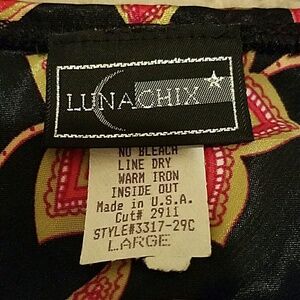 LUNACHIX
NO BLEACH
LINE DRY
WARM IRON
INSIDE OUT
Made in U.S.A.
Cut# 2911
STYLE#3317-29C
LARGE